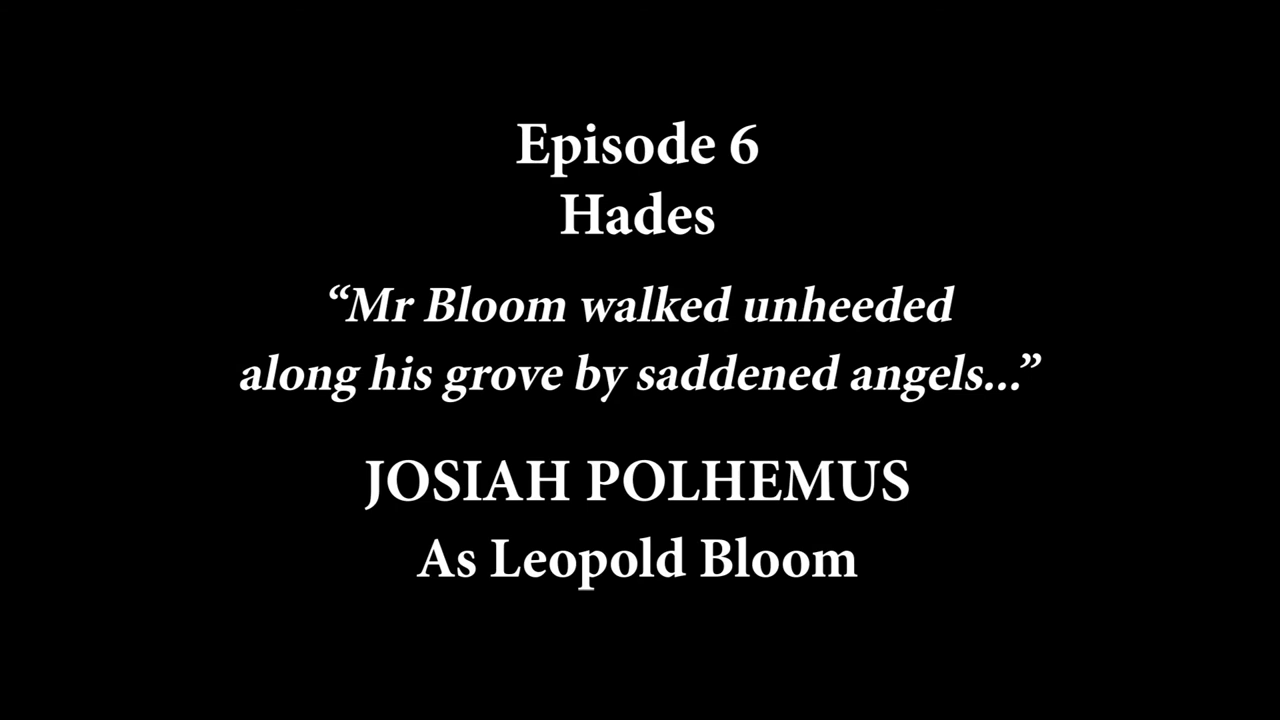 Episode 6
Hades
“Mr Bloom walked unheeded
along his grove by saddened angels...”
JOSIAH POLHEMUS
As Leopold Bloom